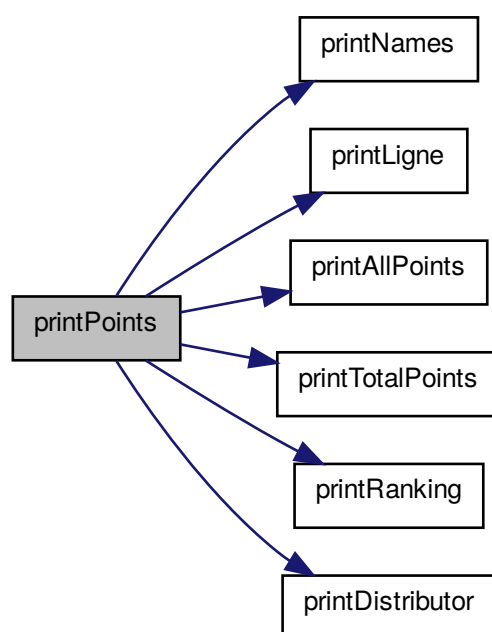 printNames
printLigne
printAllPoints
printPoints
printTotalPoints
printRanking
printDistributor